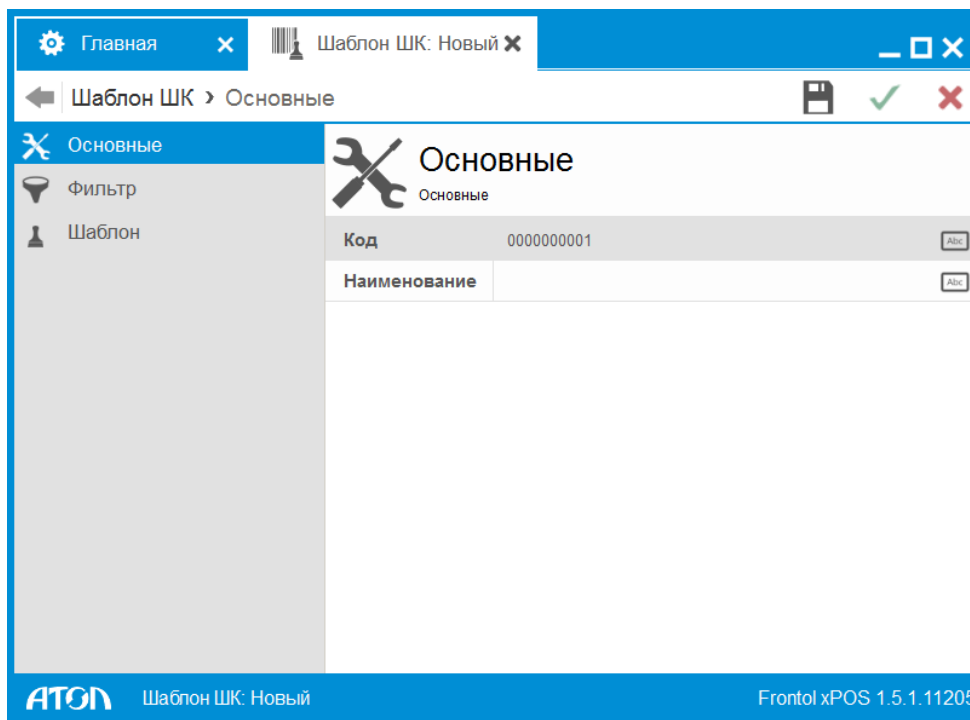 Главная
Шаблон ШК: Новый
Шаблон ШК › Основные
Основные
Фильтр
Шаблон
Основные
Основные
Код 0000000001 Abc
Наименование Abc
АТОЛ Шаблон ШК: Новый Frontol xPOS 1.5.1.11205